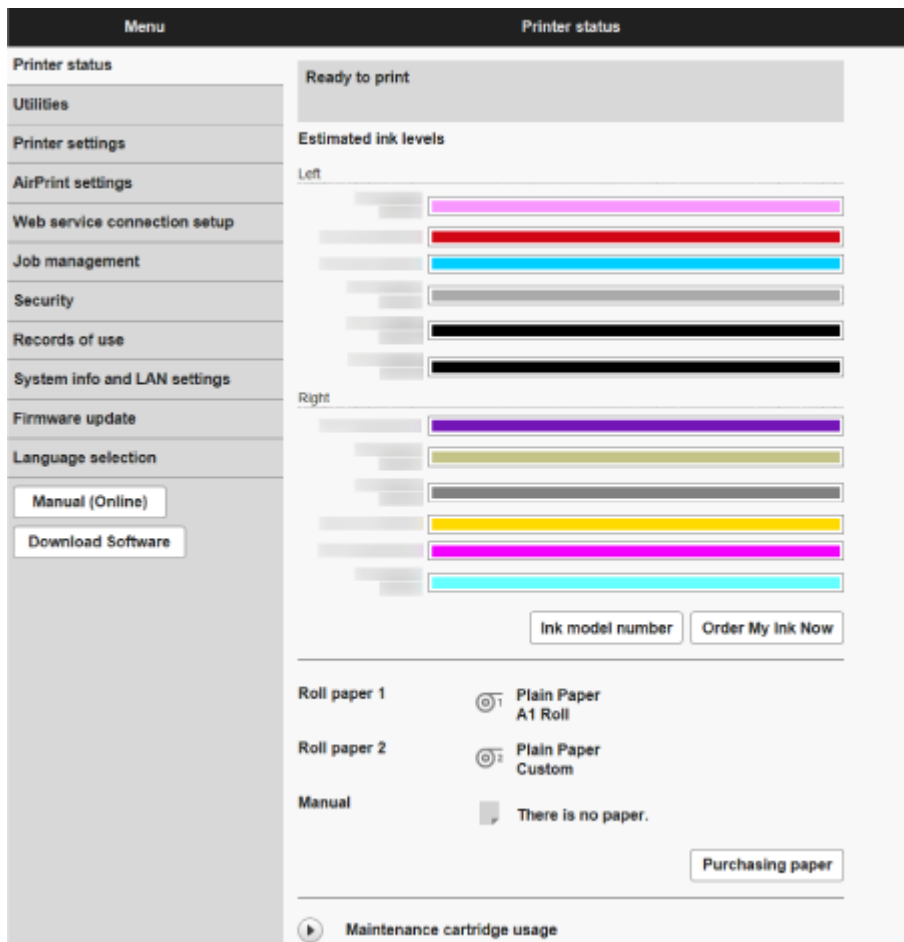 Menu
Printer status
Printer status
Utilities
Printer settings
AirPrint settings
Web service connection setup
Job management
Security
Records of use
System info and LAN settings
Firmware update
Language selection
Manual (Online)
Download Software
Ready to print
Estimated ink levels
Left
Right
Ink model number
Order My Ink Now
Roll paper 1
1
Plain Paper
A1 Roll
Roll paper 2
2
Plain Paper
Custom
Manual
There is no paper.
Purchasing paper
Maintenance cartridge usage